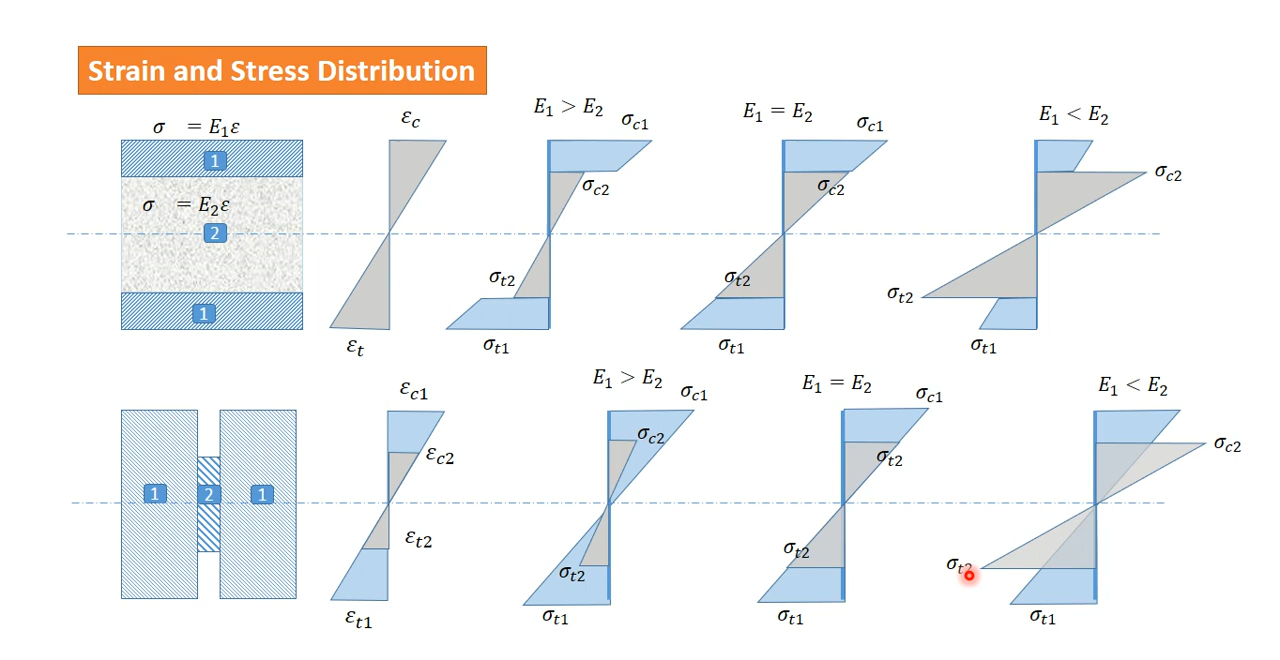 Strain and Stress Distribution
σ = E₁ε
1
σ = E₂ε
2
1
ε_c
ε_t
E₁ > E₂
σ_c1
σ_c2
σ_t2
σ_t1
E₁ = E₂
σ_c1
σ_c2
σ_t2
σ_t1
E₁ < E₂
σ_c2
σ_t2
σ_t1
1
2
1
ε_c1
ε_c2
ε_t2
ε_t1
E₁ > E₂
σ_c1
σ_c2
σ_t2
σ_t1
E₁ = E₂
σ_c1
σ_t2
σ_t2
σ_t1
E₁ < E₂
σ_c2
σ_t2
σ_t1